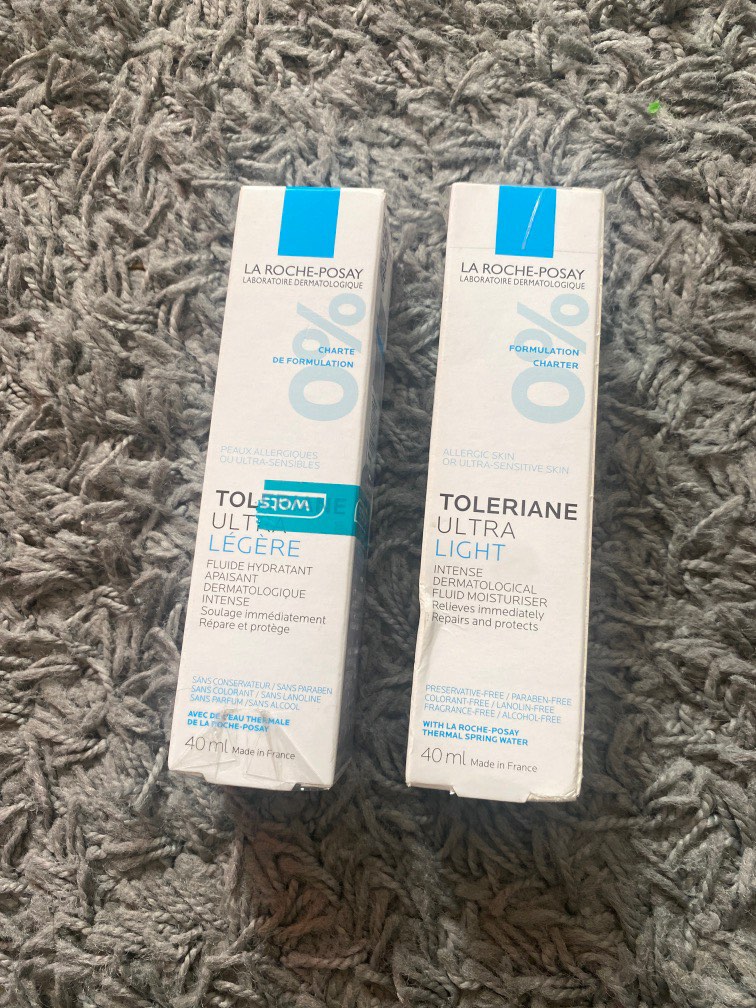 LA ROCHE-POSAY
LABORATOIRE DERMATOLOGIQUE
0%
CHARTE
DE FORMULATION
PEAUX ALLERGIQUES
OU ULTRA-SENSIBLES
TOLERIANE
wats
ULTRA
LÉGÈRE
FLUIDE HYDRATANT
APAISANT
DERMATOLOGIQUE
INTENSE
Soulage immédiatement
Répare et protège
SANS CONSERVATEUR / SANS PARABEN
SANS COLORANT / SANS LANOLINE
SANS PARFUM / SANS ALCOOL
AVEC DE L'EAU THERMALE
DE LA ROCHE-POSAY
40 ml Made in France
LA ROCHE-POSAY
LABORATOIRE DERMATOLOGIQUE
0%
FORMULATION
CHARTER
ALLERGIC SKIN
OR ULTRA-SENSITIVE SKIN
TOLERIANE
ULTRA
LIGHT
INTENSE
DERMATOLOGICAL
FLUID MOISTURISER
Relieves immediately
Repairs and protects
PRESERVATIVE-FREE / PARABEN-FREE
COLORANT-FREE / LANOLIN-FREE
FRAGRANCE-FREE / ALCOHOL-FREE
WITH LA ROCHE-POSAY
THERMAL SPRING WATER
40 ml Made in France